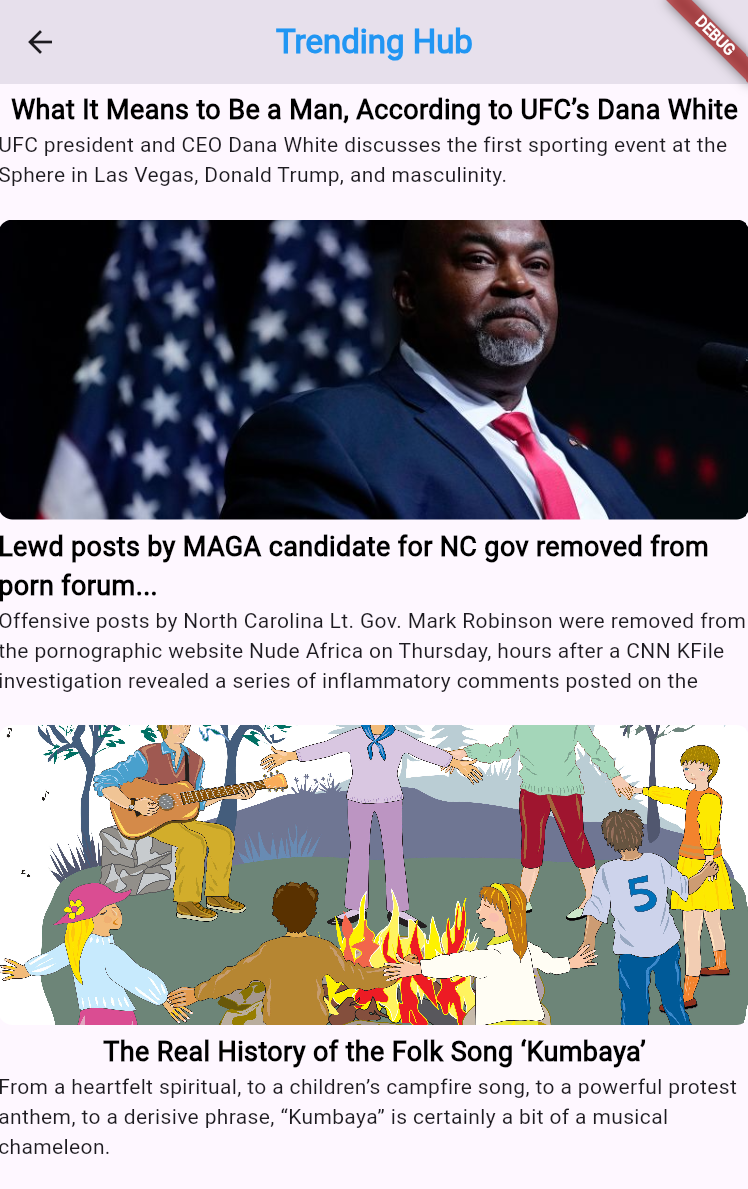 Trending Hub
DEBUG
What It Means to Be a Man, According to UFC’s Dana White
UFC president and CEO Dana White discusses the first sporting event at the
Sphere in Las Vegas, Donald Trump, and masculinity.
Lewd posts by MAGA candidate for NC gov removed from
porn forum...
Offensive posts by North Carolina Lt. Gov. Mark Robinson were removed from
the pornographic website Nude Africa on Thursday, hours after a CNN KFile
investigation revealed a series of inflammatory comments posted on the
5
The Real History of the Folk Song ‘Kumbaya’
From a heartfelt spiritual, to a children’s campfire song, to a powerful protest
anthem, to a derisive phrase, “Kumbaya” is certainly a bit of a musical
chameleon.